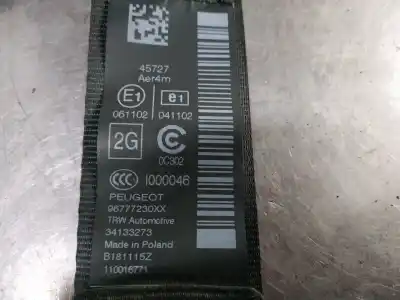 45727
Aer4m
E1 e1
061102 041102
2G C
0C302
CCC I000046
PEUGEOT
96777230XX
TRW Automotive
34133273
Made in Poland
B181115Z
110016771